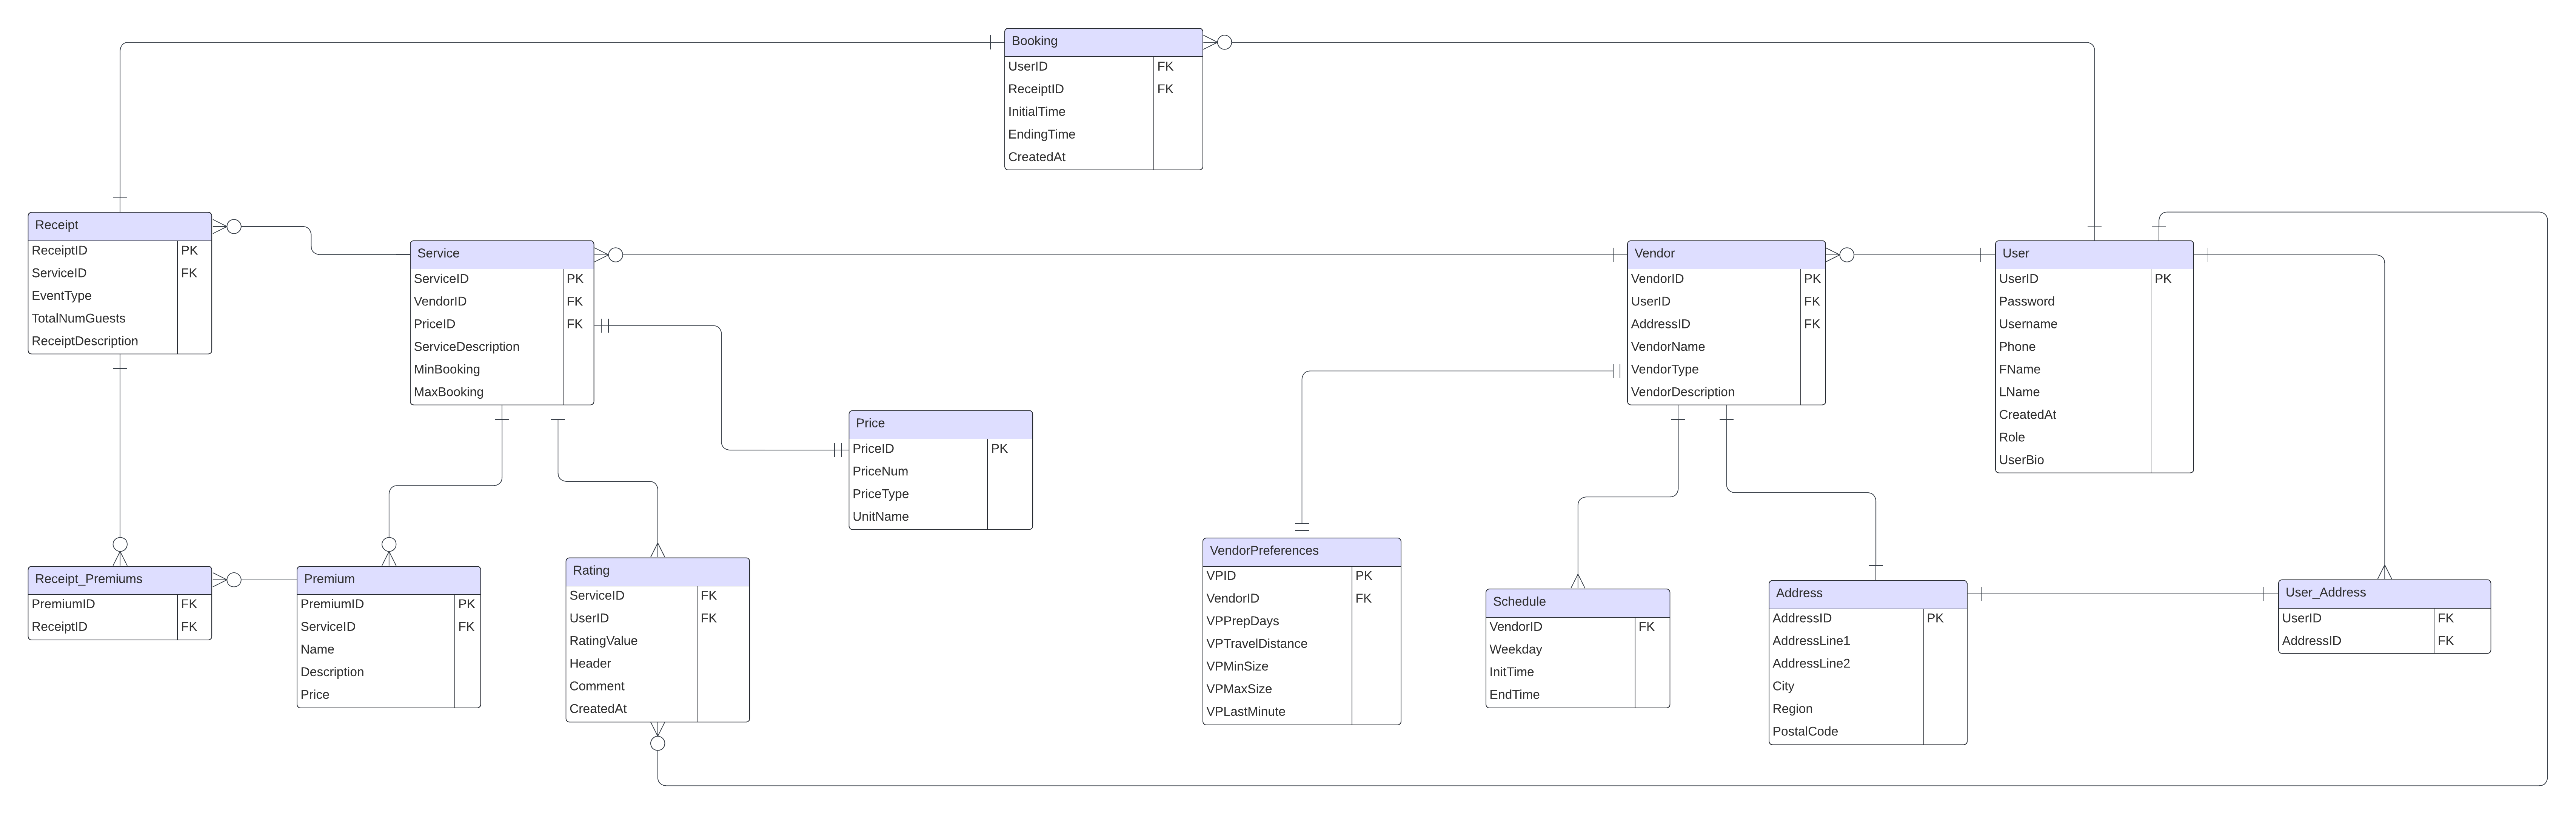 Booking
UserID FK
ReceiptID FK
InitialTime
EndingTime
CreatedAt
Receipt
ReceiptID PK
ServiceID FK
EventType
TotalNumGuests
ReceiptDescription
Service
ServiceID PK
VendorID FK
PriceID FK
ServiceDescription
MinBooking
MaxBooking
Vendor
VendorID PK
UserID FK
AddressID FK
VendorName
VendorType
VendorDescription
User
UserID PK
Password
Username
Phone
FName
LName
CreatedAt
Role
UserBio
Price
PriceID PK
PriceNum
PriceType
UnitName
Receipt_Premiums
PremiumID FK
ReceiptID FK
Premium
PremiumID PK
ServiceID FK
Name
Description
Price
Rating
ServiceID FK
UserID FK
RatingValue
Header
Comment
CreatedAt
VendorPreferences
VPID PK
VendorID FK
VPPrepDays
VPTravelDistance
VPMinSize
VPMaxSize
VPLastMinute
Schedule
VendorID FK
Weekday
InitTime
EndTime
Address
AddressID PK
AddressLine1
AddressLine2
City
Region
PostalCode
User_Address
UserID FK
AddressID FK